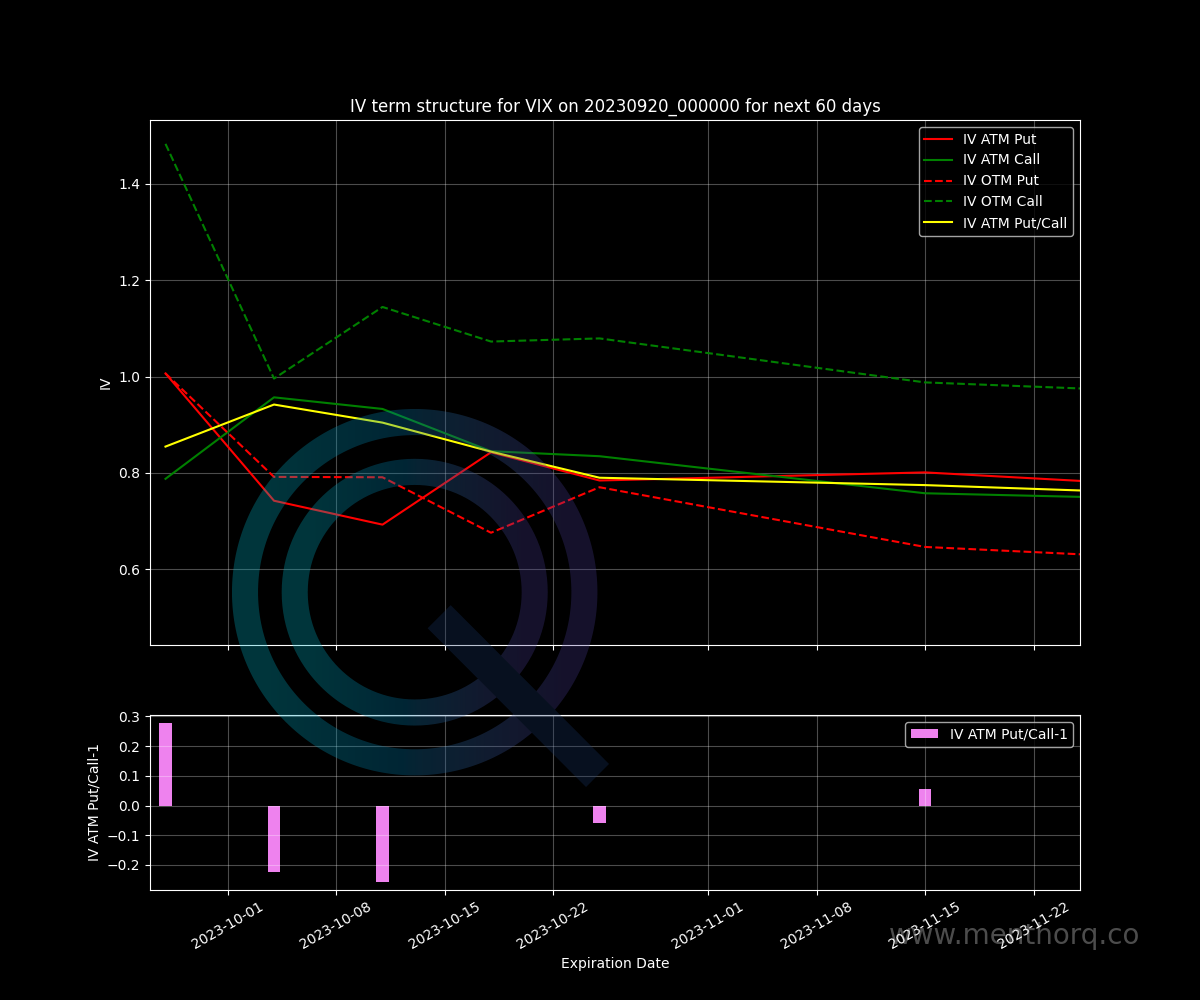 IV term structure for VIX on 20230920_000000 for next 60 days
IV ATM Put
IV ATM Call
IV OTM Put
IV OTM Call
IV ATM Put/Call
1.4
1.2
1.0
0.8
0.6
IV
0.3
0.2
0.1
0.0
−0.1
−0.2
IV ATM Put/Call-1
IV ATM Put/Call-1
2023-10-01
2023-10-08
2023-10-15
2023-10-22
2023-11-01
2023-11-08
2023-11-15
2023-11-22
www.menthorq.co
Expiration Date